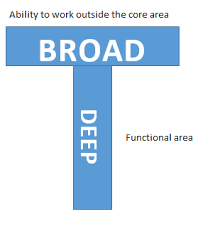 Ability to work outside the core area
BROAD
DEEP
Functional area